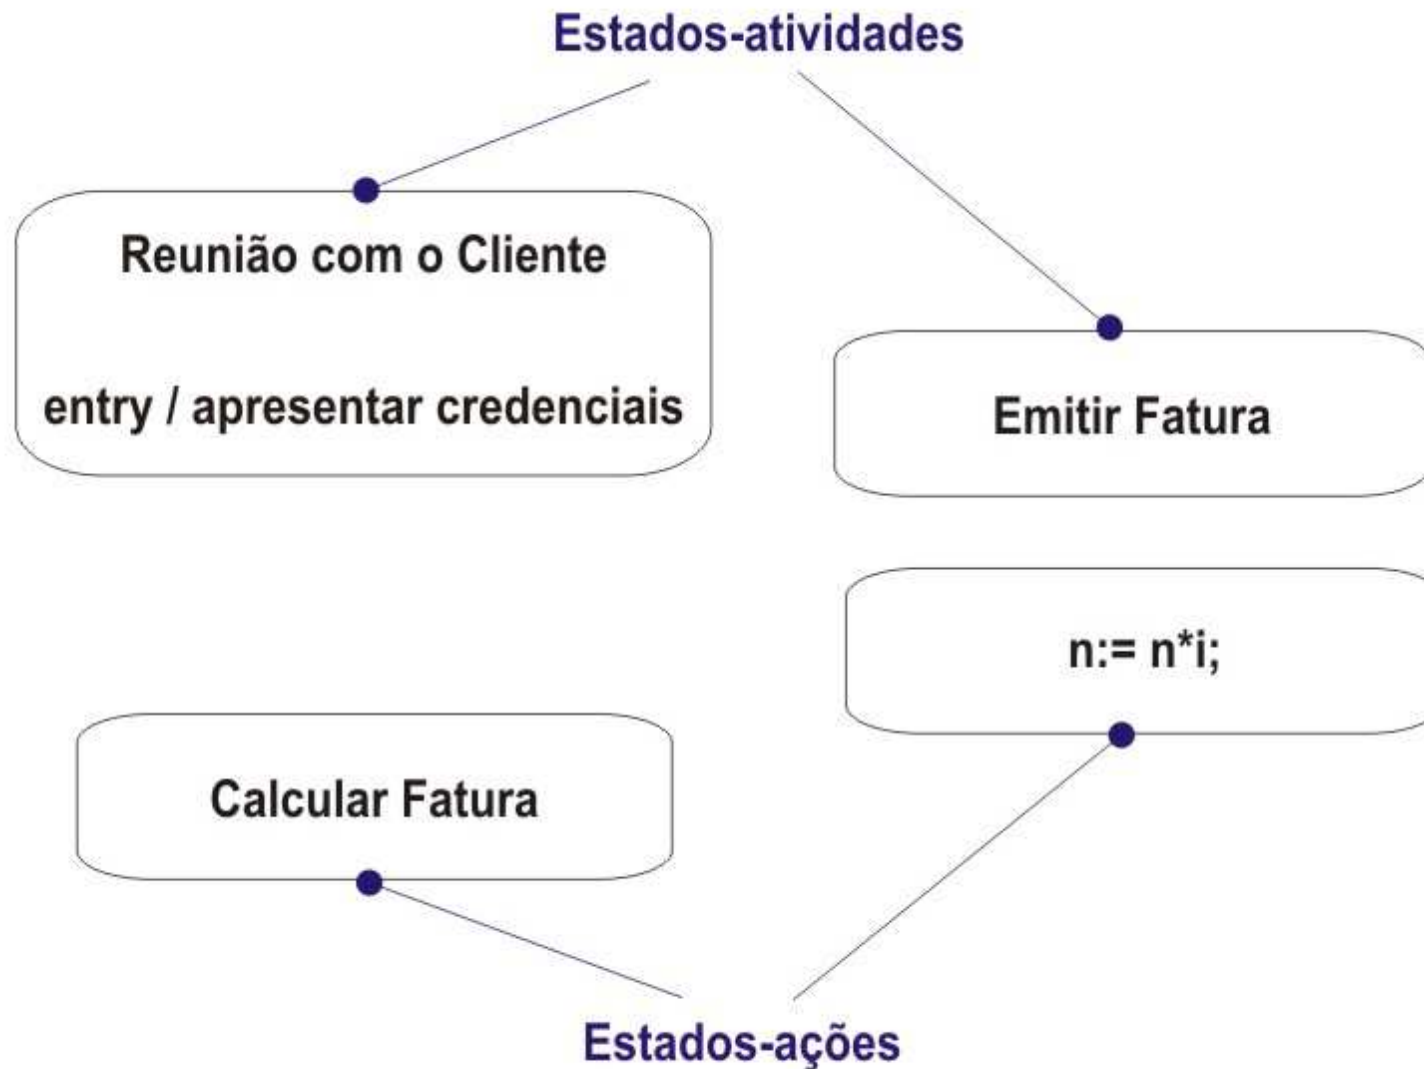 Estados-atividades
Reunião com o Cliente
entry / apresentar credenciais
Emitir Fatura
n:= n*i;
Calcular Fatura
Estados-ações